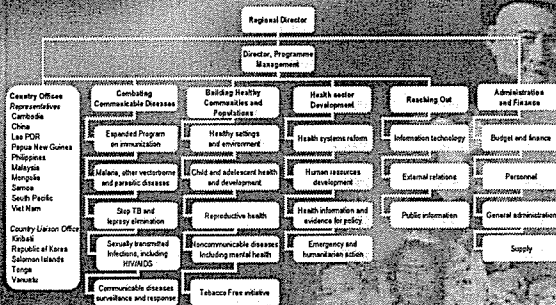 Regional Director
Director, Programme
Management
Country Offices
Representatives
Cambodia
China
Lao PDR
Papua New Guinea
Philippines
Malaysia
Mongolia
Samoa
South Pacific
Viet Nam
Country Liaison Office
Kiribati
Republic of Korea
Solomon Islands
Tonga
Vanuatu
Combating
Communicable Diseases
Expanded Program
on immunization
Malaria, other vectorborne
and parasitic diseases
Stop TB and
leprosy elimination
Sexually transmitted
Infections, including
HIV/AIDS
Communicable diseases
surveillance and response
Building Healthy
Communities and
Populations
Healthy settings
and environment
Child and adolescent health
and development
Reproductive health
Noncommunicable diseases
Including mental health
Tobacco Free initiative
Health sector
Development
Health systems reform
Human resources
development
Health information and
evidence for policy
Emergency and
humanitarian action
Reaching Out
Information technology
External relations
Public information
Administration
and Finance
Budget and finance
Personnel
General administration
Supply